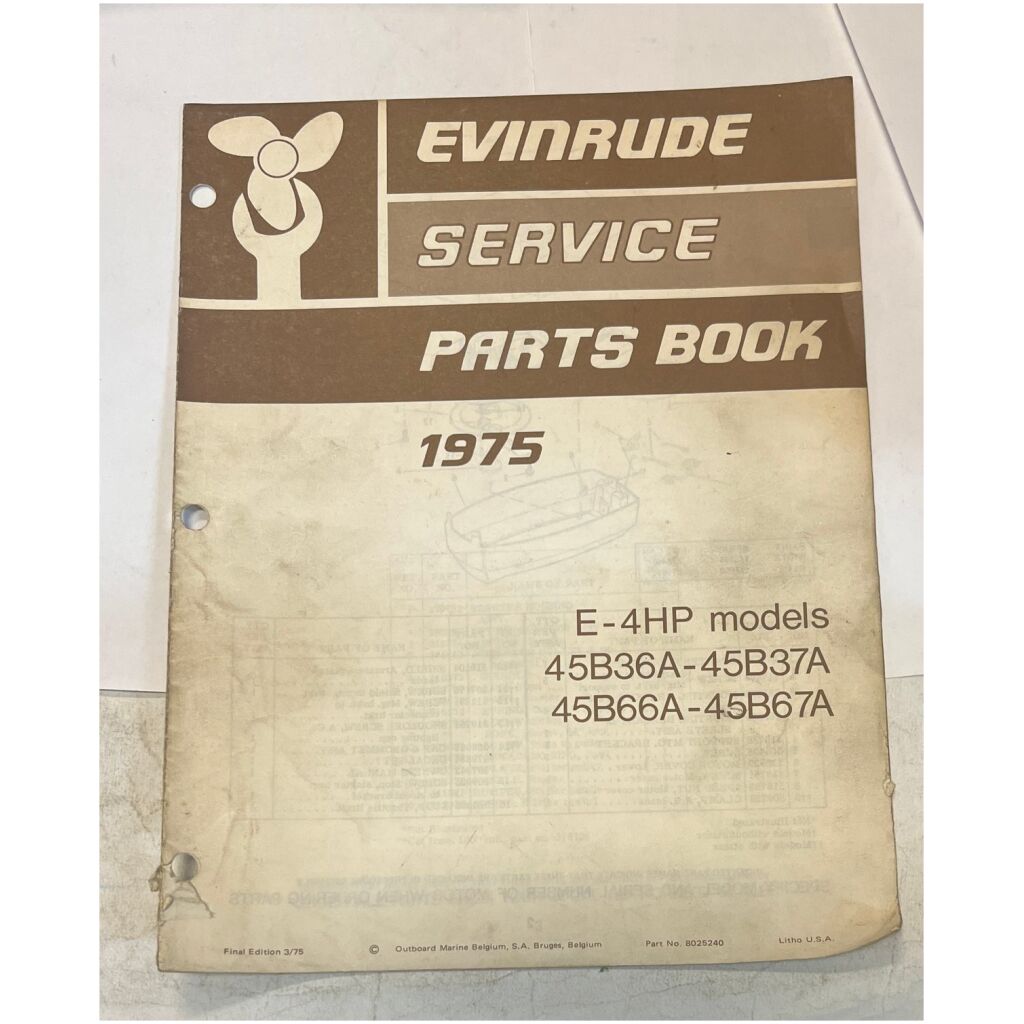 EVINRUDE
SERVICE
PARTS BOOK
1975
E-4HP models
45B36A-45B37A
45B66A-45B67A
Final Edition 3/75
© Outboard Marine Belgium, S.A. Bruges, Belgium
Part No. 8025240
Litho U.S.A.